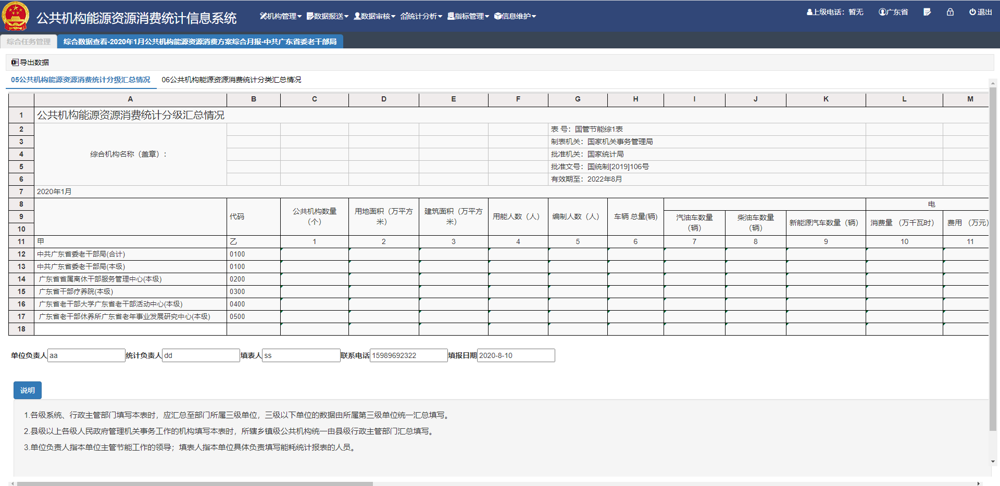 公共机构能源资源消费统计信息系统 机构管理 数据报送 数据审核 统计分析 指标管理 信息维护 上级电话：暂无 广东省 退出
综合任务管理 综合数据查看-2020年1月公共机构能源资源消费方案综合月报-中共广东省委老干部局
导出数据
05公共机构能源资源消费统计分级汇总情况 06公共机构能源资源消费统计分类汇总情况
A B C D E F G H I J K L M
1 公共机构能源资源消费统计分级汇总情况
2 表 号：国管节能综1表
3 制表机关：国家机关事务管理局
4 综合机构名称（盖章）： 批准机关：国家统计局
5 批准文号：国统制[2019]106号
6 有效期至：2022年8月
7 2020年1月
8 电
9 代码 公共机构数量（个） 用地面积（万平方米） 建筑面积（万平方米） 用能人数（人） 编制人数（人） 车辆 总量(辆) 汽油车数量（辆） 柴油车数量（辆） 新能源汽车数量（辆） 消费量 （万千瓦时） 费用 （万元）
10
11 甲 乙 1 2 3 4 5 6 7 8 9 10 11
12 中共广东省委老干部局(合计) 0100
13 中共广东省委老干部局(本级) 0100
14 广东省省属离休干部服务管理中心(本级) 0200
15 广东省干部疗养院(本级) 0300
16 广东省老干部大学广东省老干部活动中心(本级) 0400
17 广东省老干部休养所广东省老年事业发展研究中心(本级) 0500
18
单位负责人 aa 统计负责人 dd 填表人 ss 联系电话 15989692322 填报日期 2020-8-10
说明
1.各级系统、行政主管部门填写本表时，应汇总至部门所属三级单位，三级以下单位的数据由所属第三级单位统一汇总填写。
2.县级以上各级人民政府管理机关事务工作的机构填写本表时，所辖乡镇级公共机构统一由县级行政主管部门汇总填写。
3.单位负责人指本单位主管节能工作的领导；填表人指本单位具体负责填写能耗统计报表的人员。